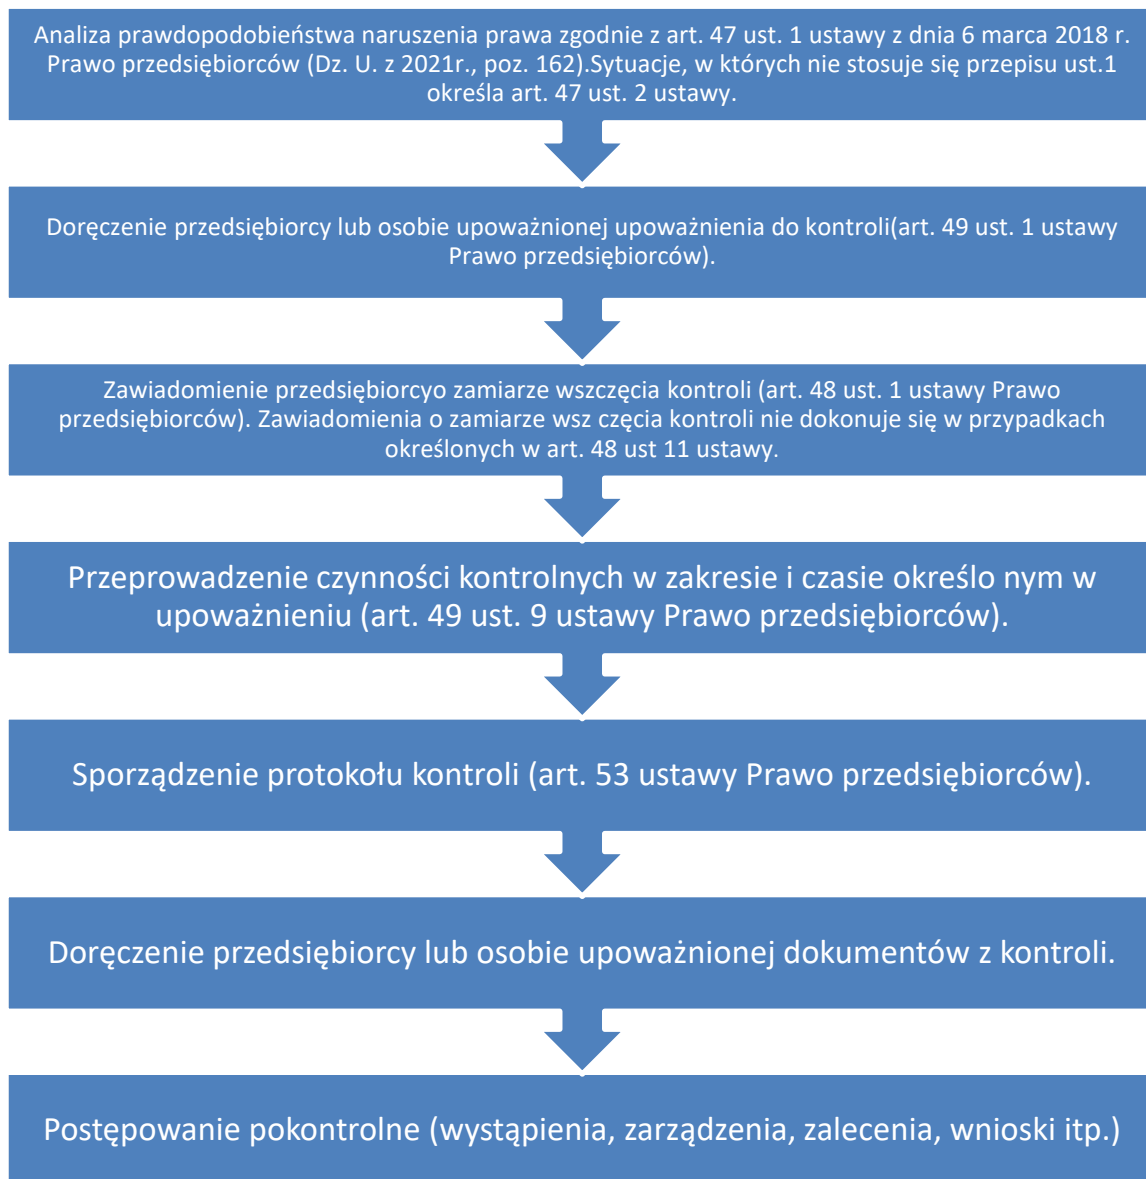 Analiza prawdopodobieństwa naruszenia prawa zgodnie z art. 47 ust. 1 ustawy z dnia 6 marca 2018 r.
Prawo przedsiębiorców (Dz. U. z 2021r., poz. 162).Sytuacje, w których nie stosuje się przepisu ust.1
określa art. 47 ust. 2 ustawy.
Doręczenie przedsiębiorcy lub osobie upoważnionej upoważnienia do kontroli(art. 49 ust. 1 ustawy
Prawo przedsiębiorców).
Zawiadomienie przedsiębiorcyo zamiarze wszczęcia kontroli (art. 48 ust. 1 ustawy Prawo
przedsiębiorców). Zawiadomienia o zamiarze wsz częcia kontroli nie dokonuje się w przypadkach
określonych w art. 48 ust 11 ustawy.
Przeprowadzenie czynności kontrolnych w zakresie i czasie określo nym w
upoważnieniu (art. 49 ust. 9 ustawy Prawo przedsiębiorców).
Sporządzenie protokołu kontroli (art. 53 ustawy Prawo przedsiębiorców).
Doręczenie przedsiębiorcy lub osobie upoważnionej dokumentów z kontroli.
Postępowanie pokontrolne (wystąpienia, zarządzenia, zalecenia, wnioski itp.)